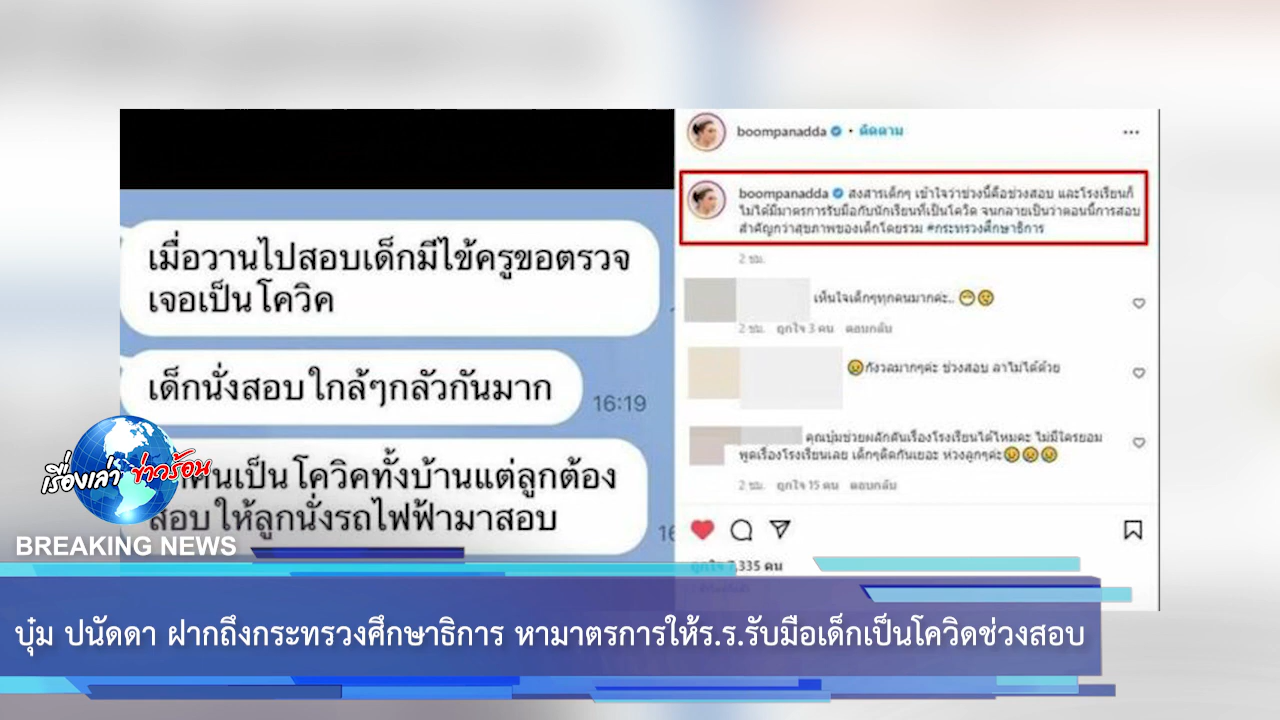 เมื่อวานไปสอบเด็กมีไข้ครูขอตรวจ
เจอเป็นโควิค
เด็กนั่งสอบใกล้ๆกลัวกันมาก
16:19
คนเป็นโควิคทั้งบ้านแต่ลูกต้อง
สอบให้ลูกนั่งรถไฟฟ้ามาสอบ
boompanadda • ติดตาม
boompanadda สงสารเด็กๆ เข้าใจว่าช่วงนี้คือช่วงสอบ และโรงเรียนก็
ไม่ได้มีมาตรการรับมือกับนักเรียนที่เป็นโควิด จนกลายเป็นว่าตอนนี้การสอบ
สำคัญกว่าสุขภาพของเด็กโดยรวม #กระทรวงศึกษาธิการ
2 ชม.
เห็นใจเด็กๆทุกคนมากค่ะ.. 😷🤒
2 ชม. ถูกใจ 3 คน ตอบกลับ
กังวลมากๆค่ะ ช่วงสอบ ลาไม่ได้ด้วย
คุณบุ๋มช่วยผลักดันเรื่องโรงเรียนได้ไหมคะ ไม่มีใครยอม
พูดเรื่องโรงเรียนเลย เด็กๆติดกันเยอะ ห่วงลูกๆค่ะ
2 ชม. ถูกใจ 15 คน ตอบกลับ
ถูกใจ 7,335 คน
เรื่องเล่า ข่าวร้อน
BREAKING NEWS
บุ๋ม ปนัดดา ฝากถึงกระทรวงศึกษาธิการ หามาตรการให้ร.ร.รับมือเด็กเป็นโควิดช่วงสอบ